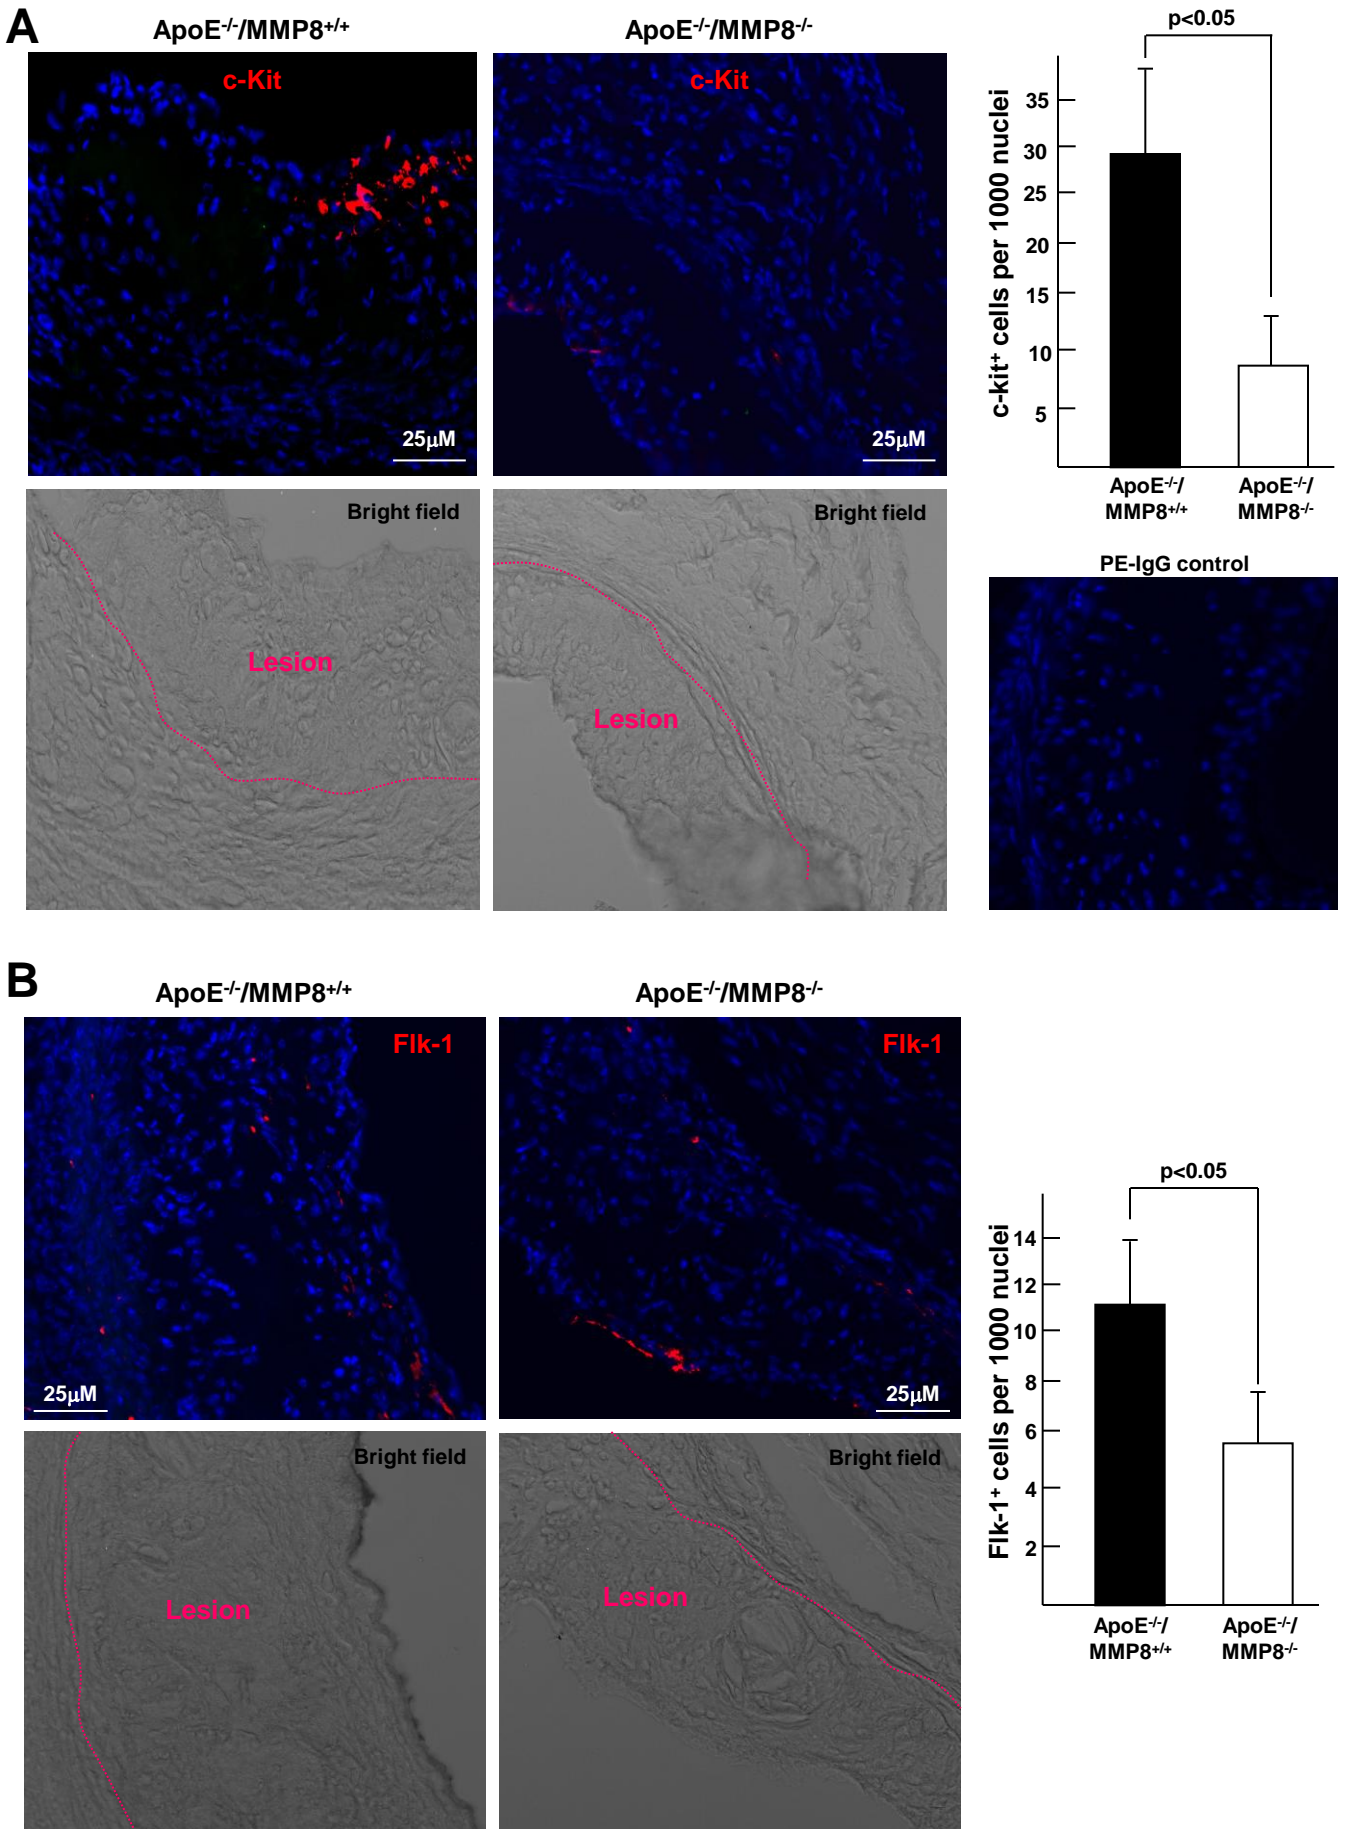 A
ApoE-/-/MMP8+/+
ApoE-/-/MMP8-/-
c-Kit
c-Kit
25μM
25μM
p<0.05
c-kit+ cells per 1000 nuclei
35
30
25
20
15
10
5
ApoE-/-/
MMP8+/+
ApoE-/-/
MMP8-/-
Bright field
Lesion
Bright field
Lesion
PE-IgG control
B
ApoE-/-/MMP8+/+
ApoE-/-/MMP8-/-
Flk-1
Flk-1
25μM
25μM
p<0.05
Flk-1+ cells per 1000 nuclei
14
12
10
8
6
4
2
ApoE-/-/
MMP8+/+
ApoE-/-/
MMP8-/-
Bright field
Lesion
Bright field
Lesion